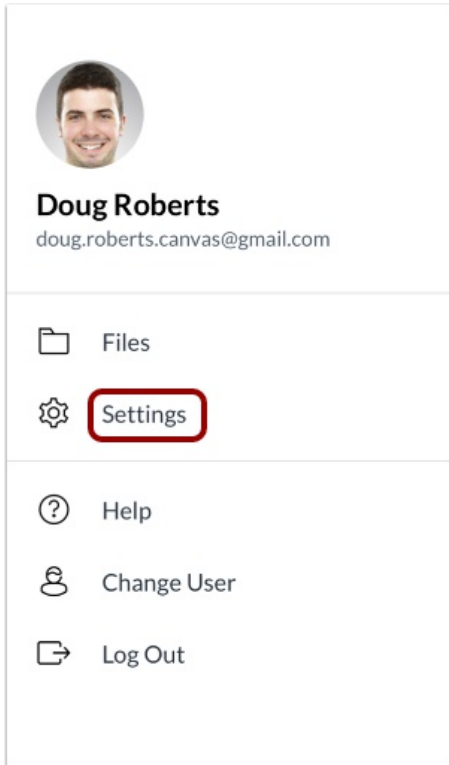 Doug Roberts
doug.roberts.canvas@gmail.com
Files
Settings
Help
Change User
Log Out